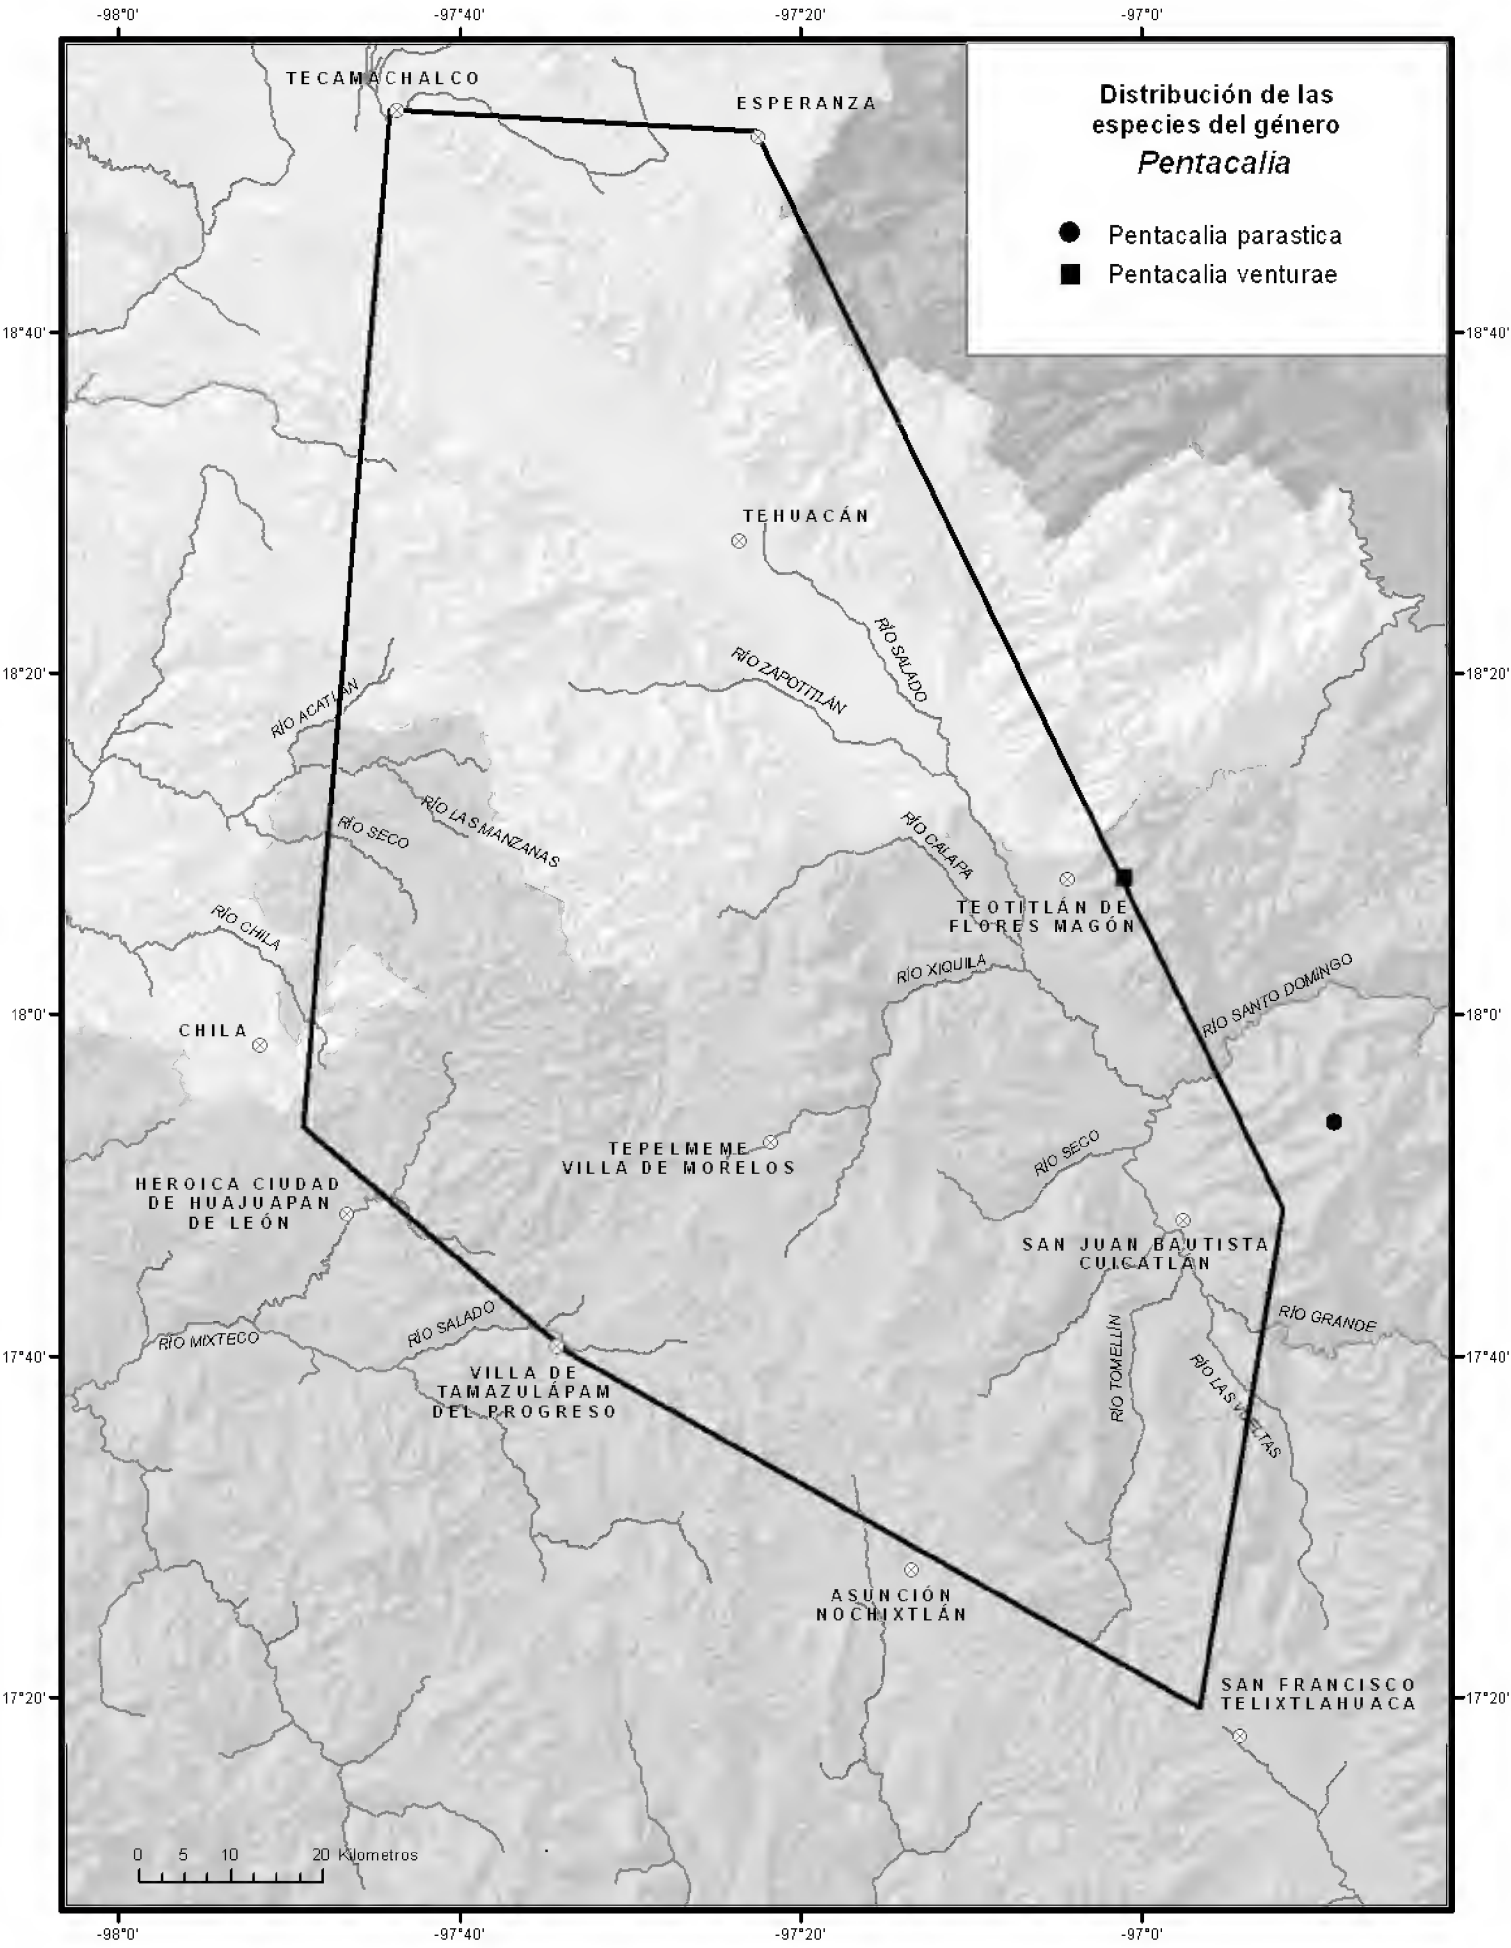 -98°0' -97°40' -97°20' -97°0'
Distribución de las
especies del género
Pentacalia
Pentacalia parastica
Pentacalia venturae
TECAMACHALCO
ESPERANZA
18°40' 18°40'
TEHUACÁN
RÍO SALADO
RÍO ZAPOTITLÁN
18°20' 18°20'
RÍO ACATLÁN
RÍO LAS MANZANAS
RÍO SECO
RÍO CALAPA
TEOTITLÁN DE
FLORES MAGÓN
RÍO CHILA
RÍO XIQUILA
RÍO SANTO DOMINGO
18°0' 18°0'
CHILA
TEPELMEME
VILLA DE MORELOS
RÍO SECO
HEROICA CIUDAD
DE HUAJUAPAN
DE LEÓN
SAN JUAN BAUTISTA
CUICATLÁN
RÍO MIXTECO
RÍO SALADO
RÍO GRANDE
RÍO TOMELLÍN
RÍO LAS VUELTAS
17°40' 17°40'
VILLA DE
TAMAZULÁPAM
DEL PROGRESO
ASUNCIÓN
NOCHIXTLÁN
SAN FRANCISCO
TELIXTLAHUACA
17°20' 17°20'
0 5 10 20 Kilometros
-98°0' -97°40' -97°20' -97°0'